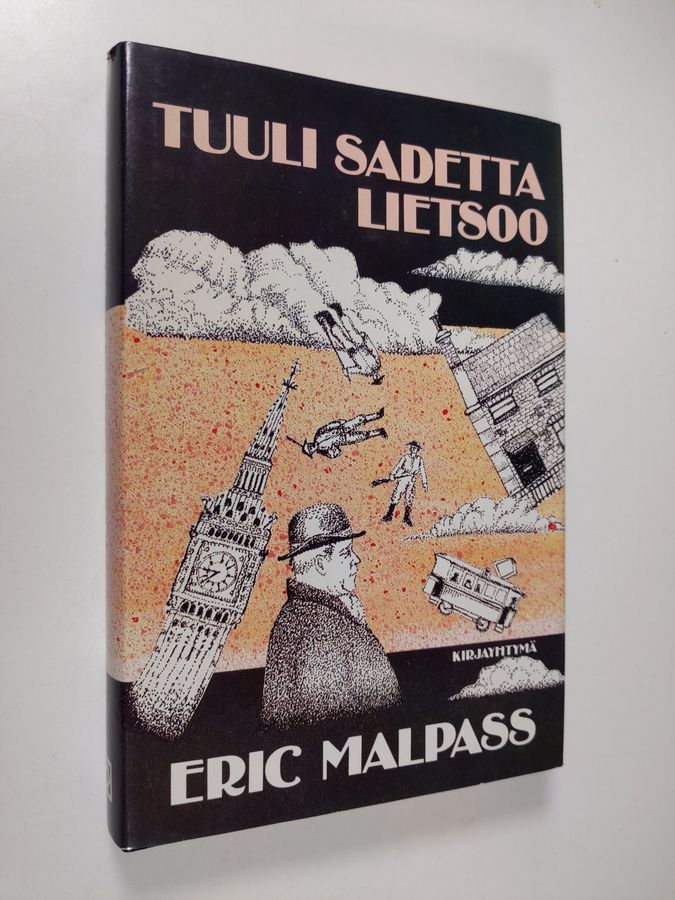 TUULI SADETTA
LIETSOO
KIRJAYHTYMÄ
ERIC MALPASS